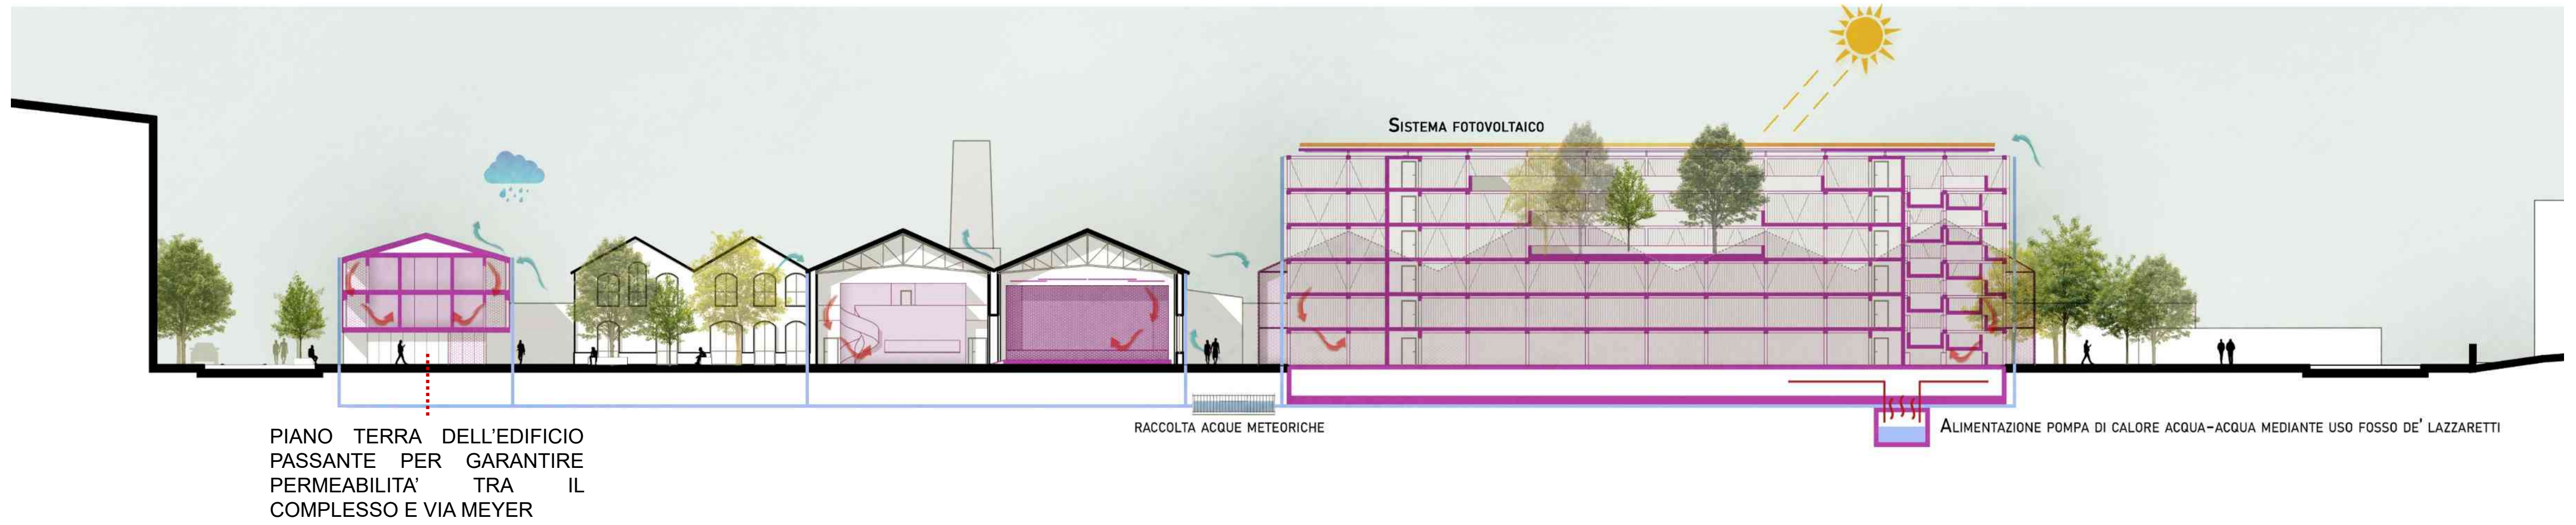 SISTEMA FOTOVOLTAICO
RACCOLTA ACQUE METEORICHE
ALIMENTAZIONE POMPA DI CALORE ACQUA-ACQUA MEDIANTE USO FOSSO DE' LAZZARETTI
PIANO TERRA DELL'EDIFICIO
PASSANTE PER GARANTIRE
PERMEABILITA' TRA IL
COMPLESSO E VIA MEYER